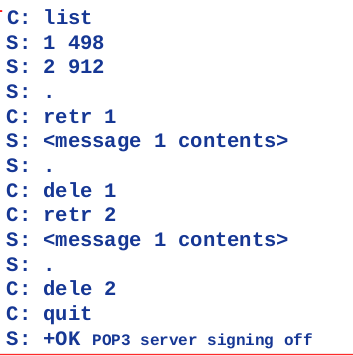 C: list
S: 1 498
S: 2 912
S: .
C: retr 1
S: <message 1 contents>
S: .
C: dele 1
C: retr 2
S: <message 1 contents>
S: .
C: dele 2
C: quit
S: +OK POP3 server signing off